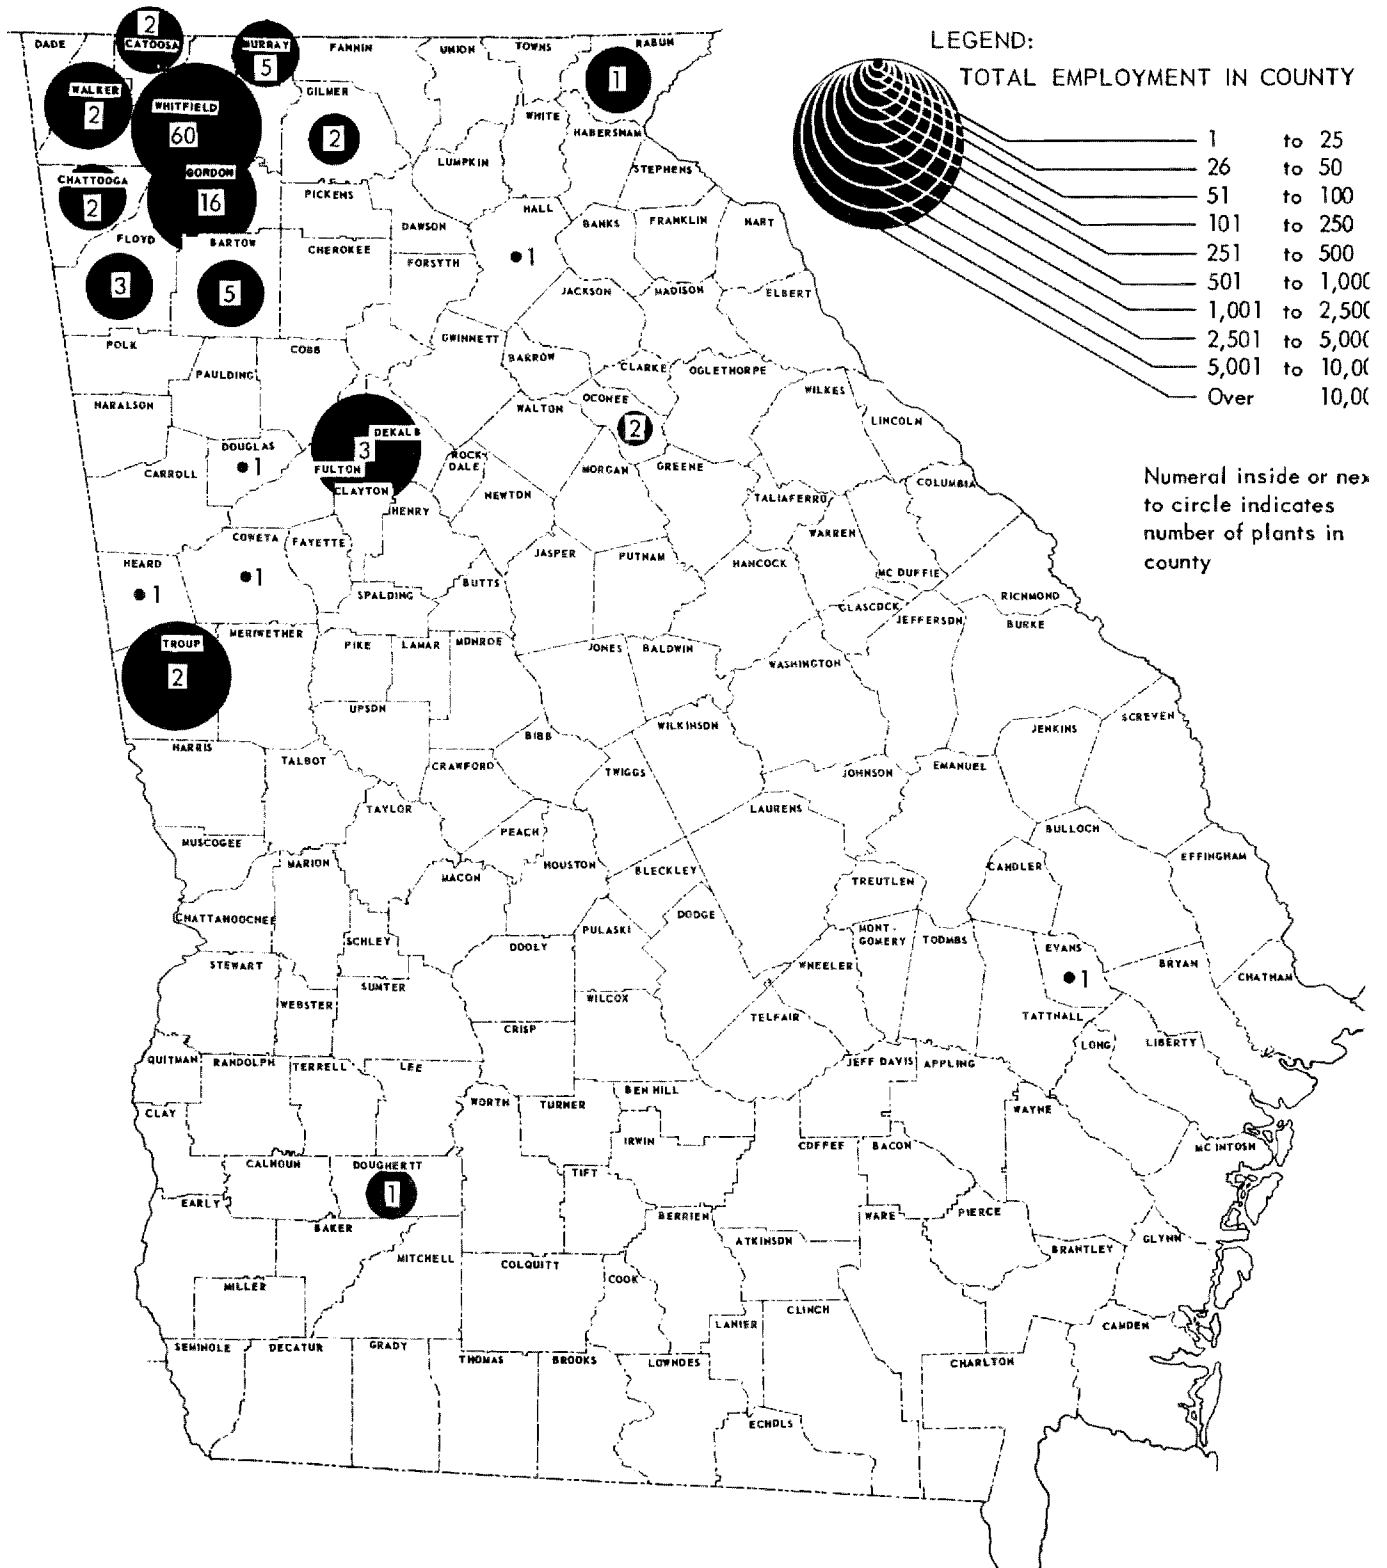 LEGEND:
TOTAL EMPLOYMENT IN COUNTY
1 to 25
26 to 50
51 to 100
101 to 250
251 to 500
501 to 1,000
1,001 to 2,500
2,501 to 5,000
5,001 to 10,00
Over 10,00
Numeral inside or nex
to circle indicates
number of plants in
county
DADE
2
CATOOSA
MURRAY
5
FANNIN
UNION
TOWNS
RABUN
1
WALKER
2
WHITFIELD
60
GILMER
2
WHITE
HABERSHAM
LUMPKIN
STEPHENS
CHATTOOGA
2
GORDON
16
PICKENS
DAWSON
HALL
1
BANKS
FRANKLIN
HART
FLOYD
3
BARTOW
5
CHEROKEE
FORSYTH
JACKSON
MADISON
ELBERT
POLK
PAULDING
COBB
GWINNETT
BARROW
CLARKE
OGLETHORPE
WILKES
LINCOLN
HARALSON
WALTON
OCONEE
2
DEKALB
3
FULTON
CLAYTON
DOUGLAS
1
CARROLL
ROCK-
DALE
NEWTON
MORGAN
GREENE
TALIAFERRO
COLUMBIA
HENRY
WARREN
MC DUFFIE
COWETA
1
FAYETTE
HEARD
1
SPALDING
BUTTS
JASPER
PUTNAM
HANCOCK
GLASCOCK
RICHMOND
BURKE
JEFFERSON
TROUP
2
MERIWETHER
PIKE
LAMAR
MONROE
JONES
BALDWIN
WASHINGTON
UPSON
BIBB
WILKINSON
JENKINS
SCREVEN
HARRIS
TALBOT
CRAWFORD
TWIGGS
JOHNSON
EMANUEL
TAYLOR
PEACH
LAURENS
MUSCOGEE
MARION
MACON
HOUSTON
BLECKLEY
TREUTLEN
CANDLER
BULLOCH
EFFINGHAM
CHATTAHOOCHEE
SCHLEY
DOOLY
PULASKI
DODGE
MONT-
GOMERY
TOOMBS
EVANS
1
BRYAN
CHATHAM
STEWART
WEBSTER
SUMTER
WILCOX
WHEELER
TELFAIR
TATTNALL
CRISP
LONG
LIBERTY
QUITMAN
RANDOLPH
TERRELL
LEE
BEN HILL
JEFF DAVIS
APPLING
CLAY
WORTH
TURNER
IRWIN
COFFEE
BACON
WAYNE
MC INTOSH
CALHOUN
DOUGHERTY
1
TIFT
EARLY
BAKER
BERRIEN
WARE
PIERCE
MITCHELL
COLQUITT
COOK
ATKINSON
BRANTLEY
GLYNN
MILLER
LANIER
CLINCH
CAMDEN
SEMINOLE
DECATUR
GRADY
THOMAS
BROOKS
LOWNDES
CHARLTON
ECHOLS